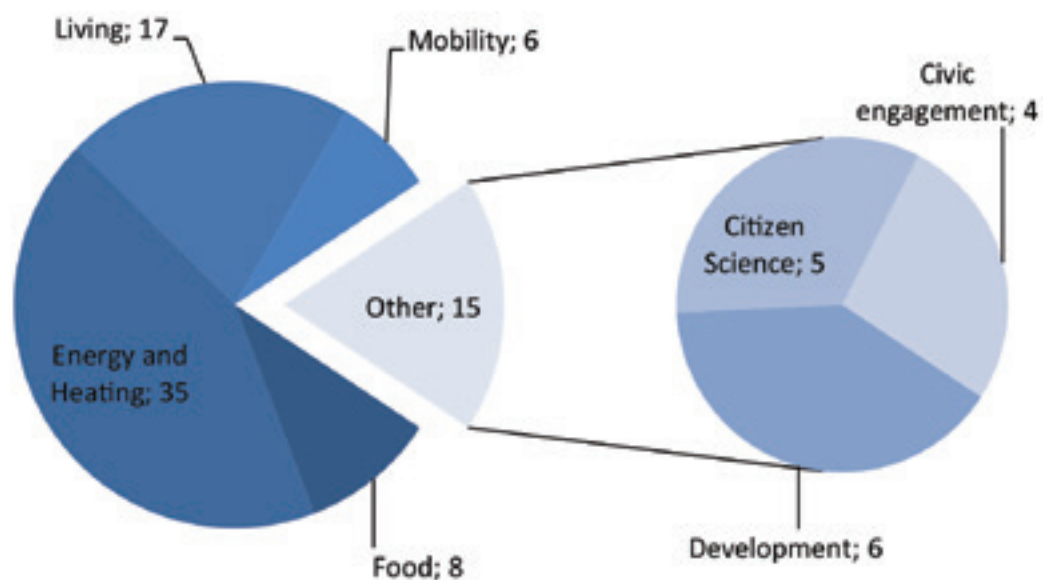 Living; 17
Mobility; 6
Civic
engagement; 4
Citizen
Science; 5
Other; 15
Energy and
Heating; 35
Development; 6
Food; 8